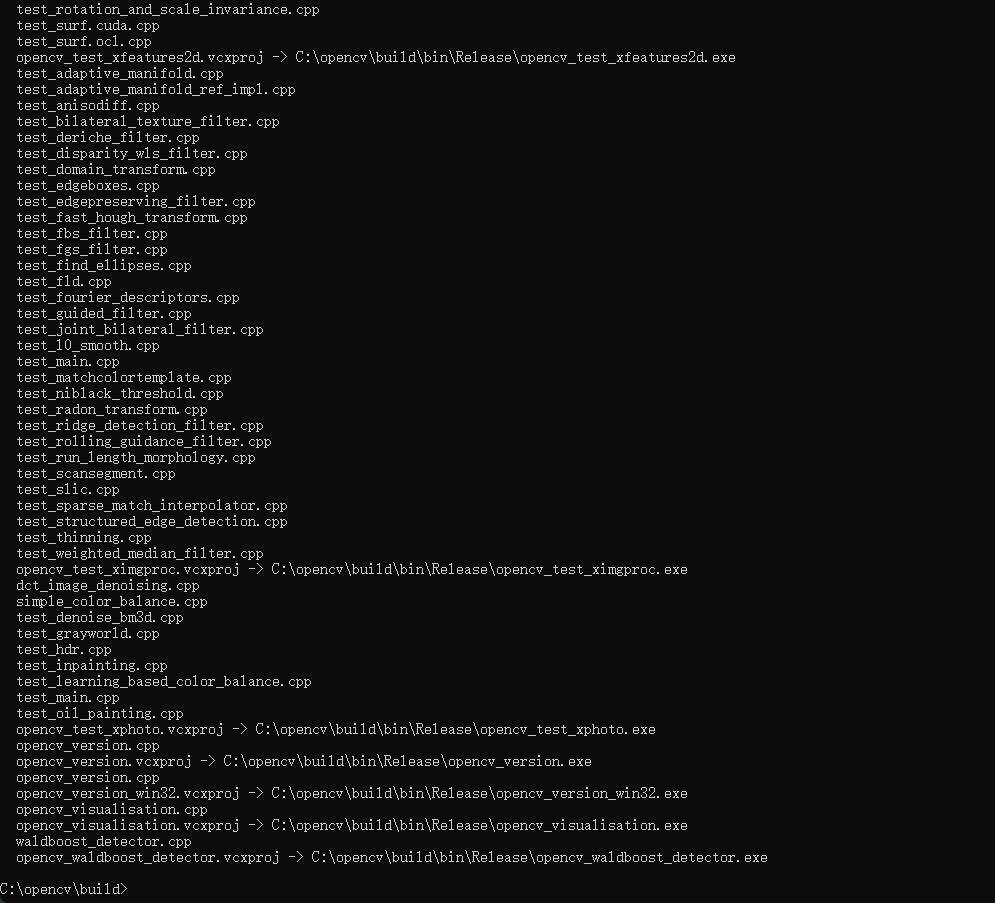 test_rotation_and_scale_invariance.cpp
test_surf.cuda.cpp
test_surf.ocl.cpp
opencv_test_xfeatures2d.vcxproj -> C:\opencv\build\bin\Release\opencv_test_xfeatures2d.exe
test_adaptive_manifold.cpp
test_adaptive_manifold_ref_impl.cpp
test_anisodiff.cpp
test_bilateral_texture_filter.cpp
test_deriche_filter.cpp
test_disparity_wls_filter.cpp
test_domain_transform.cpp
test_edgeboxes.cpp
test_edgepreserving_filter.cpp
test_fast_hough_transform.cpp
test_fbs_filter.cpp
test_fgs_filter.cpp
test_find_ellipses.cpp
test_fld.cpp
test_fourier_descriptors.cpp
test_guided_filter.cpp
test_joint_bilateral_filter.cpp
test_l0_smooth.cpp
test_main.cpp
test_matchcolortemplate.cpp
test_niblack_threshold.cpp
test_radon_transform.cpp
test_ridge_detection_filter.cpp
test_rolling_guidance_filter.cpp
test_run_length_morphology.cpp
test_scansegment.cpp
test_slic.cpp
test_sparse_match_interpolator.cpp
test_structured_edge_detection.cpp
test_thinning.cpp
test_weighted_median_filter.cpp
opencv_test_ximgproc.vcxproj -> C:\opencv\build\bin\Release\opencv_test_ximgproc.exe
dct_image_denoising.cpp
simple_color_balance.cpp
test_denoise_bm3d.cpp
test_grayworld.cpp
test_hdr.cpp
test_inpainting.cpp
test_learning_based_color_balance.cpp
test_main.cpp
test_oil_painting.cpp
opencv_test_xphoto.vcxproj -> C:\opencv\build\bin\Release\opencv_test_xphoto.exe
opencv_version.cpp
opencv_version.vcxproj -> C:\opencv\build\bin\Release\opencv_version.exe
opencv_version.cpp
opencv_version_win32.vcxproj -> C:\opencv\build\bin\Release\opencv_version_win32.exe
opencv_visualisation.cpp
opencv_visualisation.vcxproj -> C:\opencv\build\bin\Release\opencv_visualisation.exe
waldboost_detector.cpp
opencv_waldboost_detector.vcxproj -> C:\opencv\build\bin\Release\opencv_waldboost_detector.exe
C:\opencv\build>